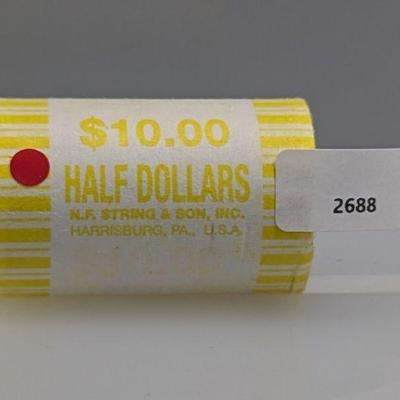 $10.00
HALF DOLLARS
N.F. STRING & SON, INC.
HARRISBURG, PA., U.S.A.
2688